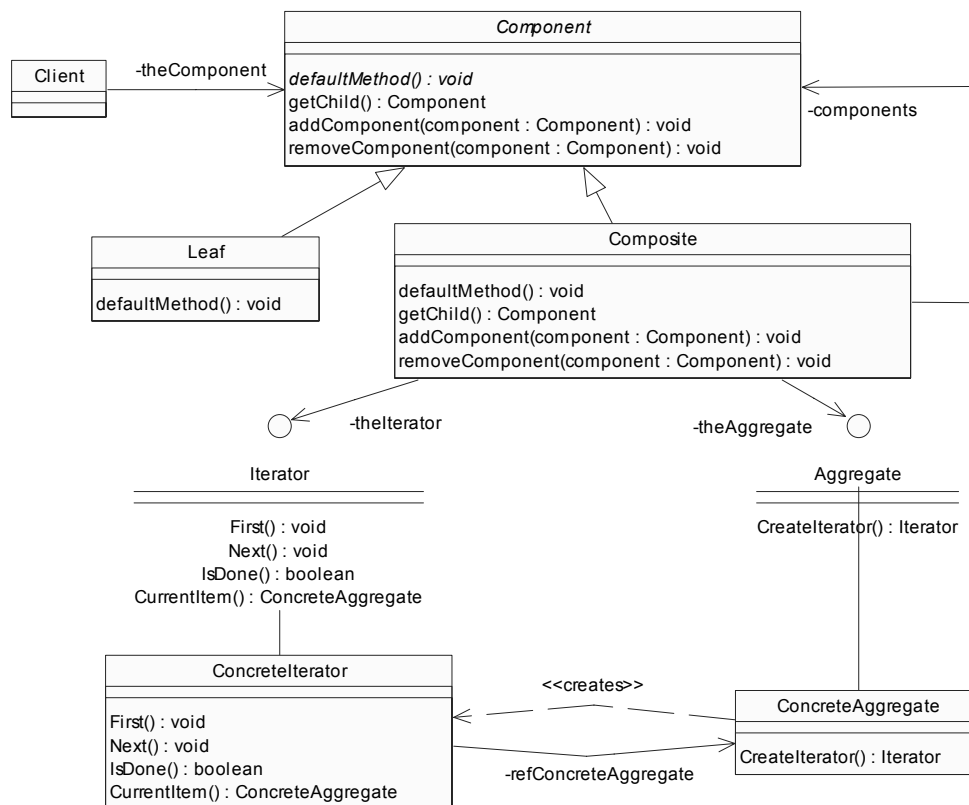 Component
defaultMethod() : void
getChild() : Component
addComponent(component : Component) : void
removeComponent(component : Component) : void
Client
-theComponent
-components
Leaf
defaultMethod() : void
Composite
defaultMethod() : void
getChild() : Component
addComponent(component : Component) : void
removeComponent(component : Component) : void
-theIterator
-theAggregate
Iterator
First() : void
Next() : void
IsDone() : boolean
CurrentItem() : ConcreteAggregate
Aggregate
CreateIterator() : Iterator
ConcreteIterator
First() : void
Next() : void
IsDone() : boolean
CurrentItem() : ConcreteAggregate
<<creates>>
-refConcreteAggregate
ConcreteAggregate
CreateIterator() : Iterator